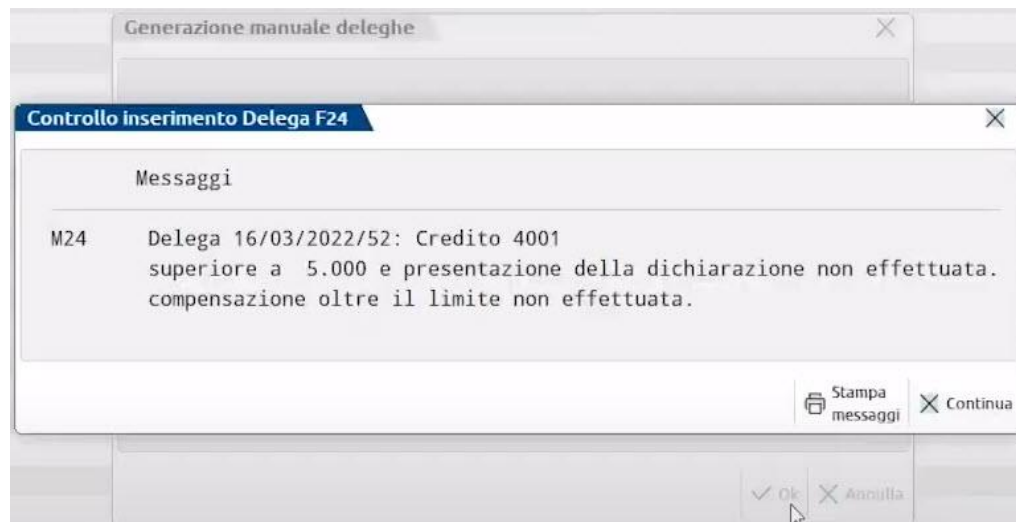 Generazione manuale deleghe
Controllo inserimento Delega F24
Messaggi
M24 Delega 16/03/2022/52: Credito 4001
superiore a 5.000 e presentazione della dichiarazione non effettuata.
compensazione oltre il limite non effettuata.
Stampa
messaggi
Continua
Ok Annulla